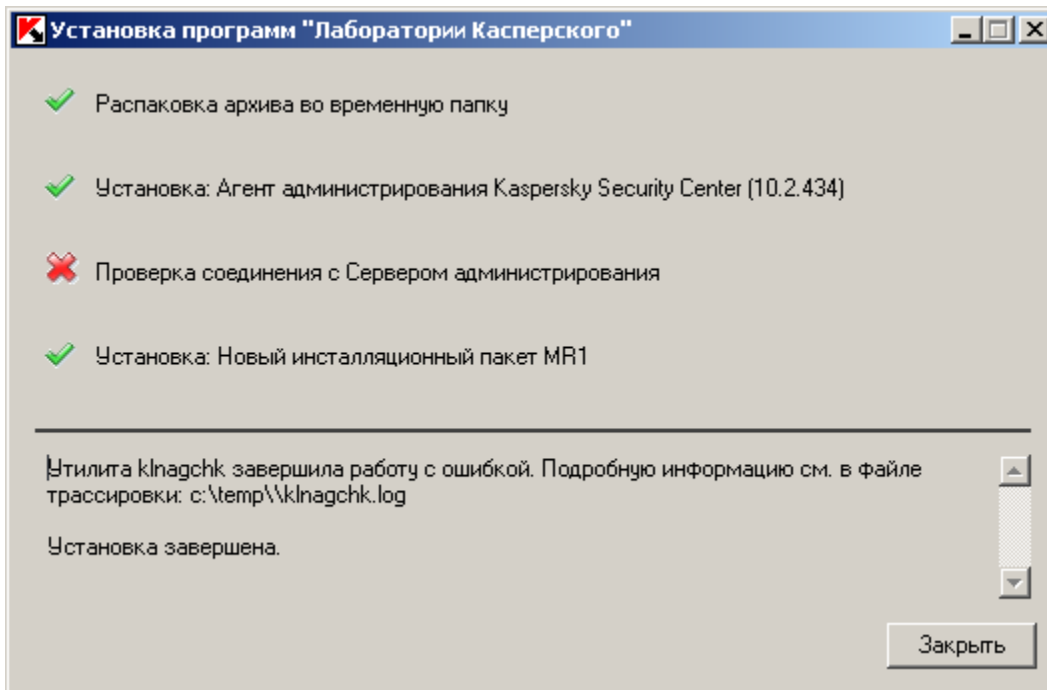 Установка программ "Лаборатории Касперского"
Распаковка архива во временную папку
Установка: Агент администрирования Kaspersky Security Center (10.2.434)
Проверка соединения с Сервером администрирования
Установка: Новый инсталляционный пакет MR1
Утилита klnagchk завершила работу с ошибкой. Подробную информацию см. в файле
трассировки: c:\temp\\klnagchk.log
Установка завершена.
Закрыть